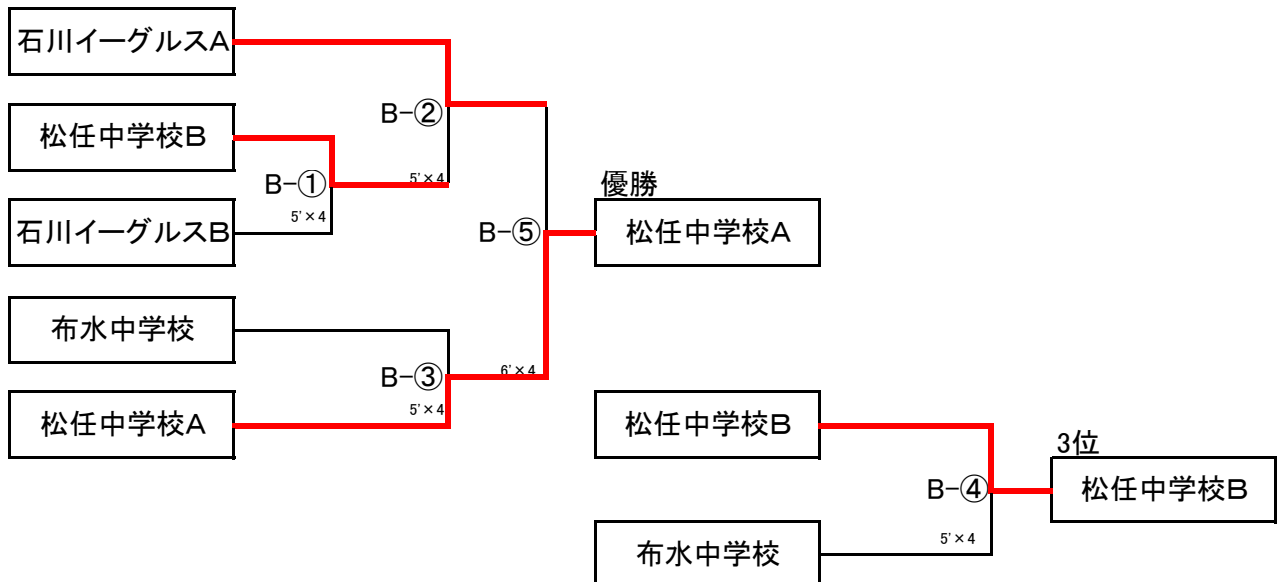 石川イーグルスA
B-②
松任中学校B
5'×4
B-①
5'×4
石川イーグルスB
優勝
B-⑤
松任中学校A
布水中学校
B-③
6'×4
5'×4
松任中学校A
松任中学校B
3位
B-④
松任中学校B
5'×4
布水中学校